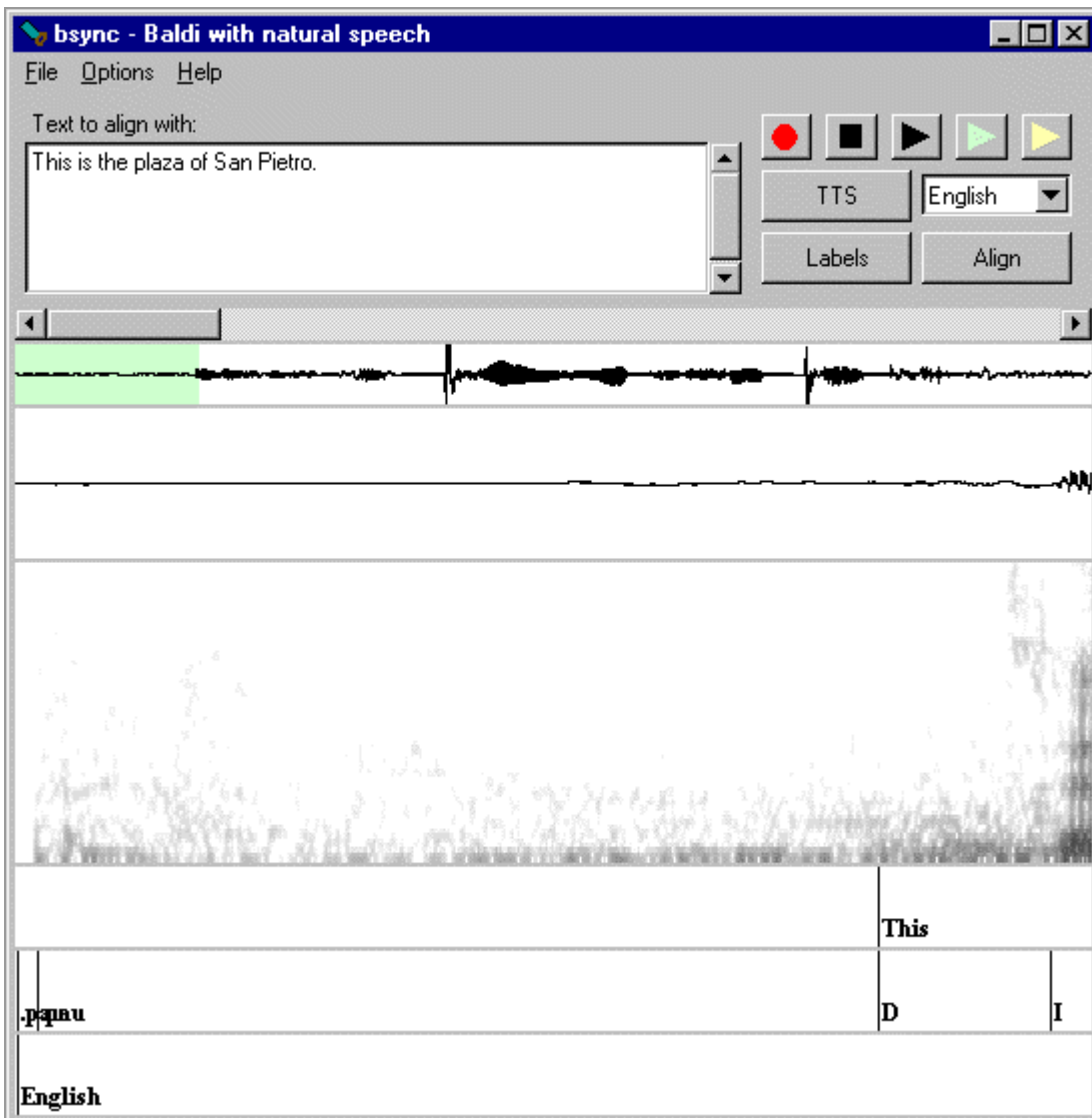 bsync - Baldi with natural speech
File Options Help
Text to align with:
This is the plaza of San Pietro.
TTS English
Labels Align
This
D I
English